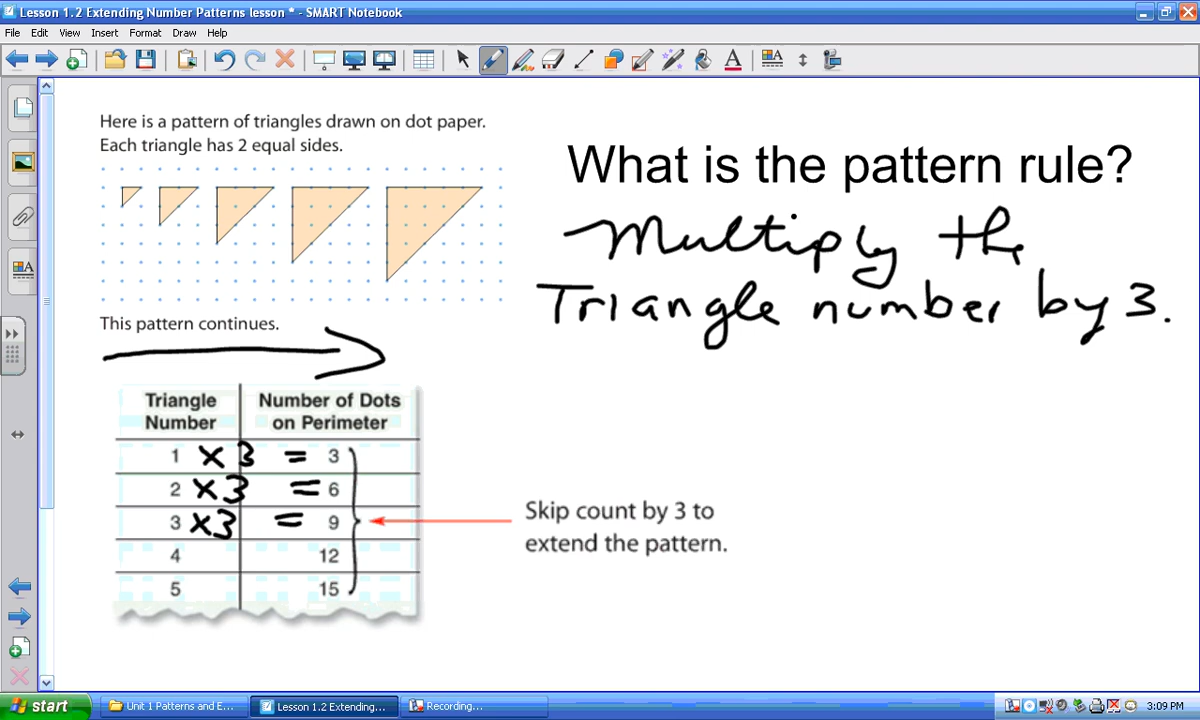 Lesson 1.2 Extending Number Patterns lesson * - SMART Notebook
File Edit View Insert Format Draw Help
Here is a pattern of triangles drawn on dot paper.
Each triangle has 2 equal sides.
This pattern continues.
What is the pattern rule?
Multiply the
Triangle number by 3.
Triangle Number of Dots
Number on Perimeter
1 x 3 = 3
2 x 3 = 6
3 x 3 = 9
4 12
5 15
Skip count by 3 to
extend the pattern.
start Unit 1 Patterns and E... Lesson 1.2 Extending... Recording... 3:09 PM